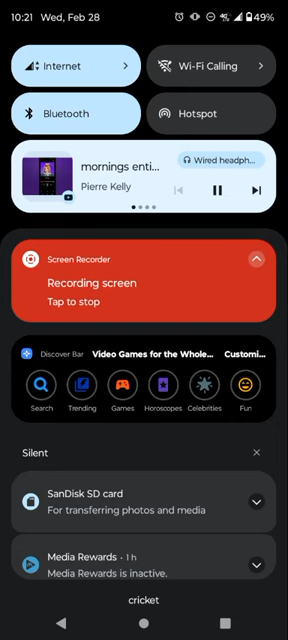 10:21 Wed, Feb 28 49%
Internet
Wi-Fi Calling
Bluetooth
Hotspot
mornings enti...
Wired headph...
Pierre Kelly
Screen Recorder
Recording screen
Tap to stop
Discover Bar Video Games for the Whole... Customi...
Search Trending Games Horoscopes Celebrities Fun
Silent
SanDisk SD card
For transferring photos and media
Media Rewards • 1 h
Media Rewards is inactive.
cricket